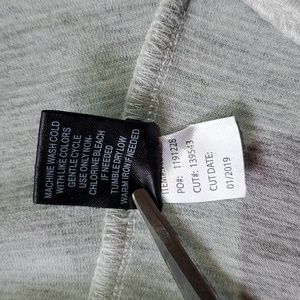 MACHINE WASH COLD
WITH LIKE COLORS
GENTLE CYCLE
USE ONLY NON-
CHLORINE BLEACH
IF NEEDED
TUMBLE DRY LOW
WARM IRON IF NEEDED
PO#: 1191228
CUT#: 139543
CUT DATE:
01/2019